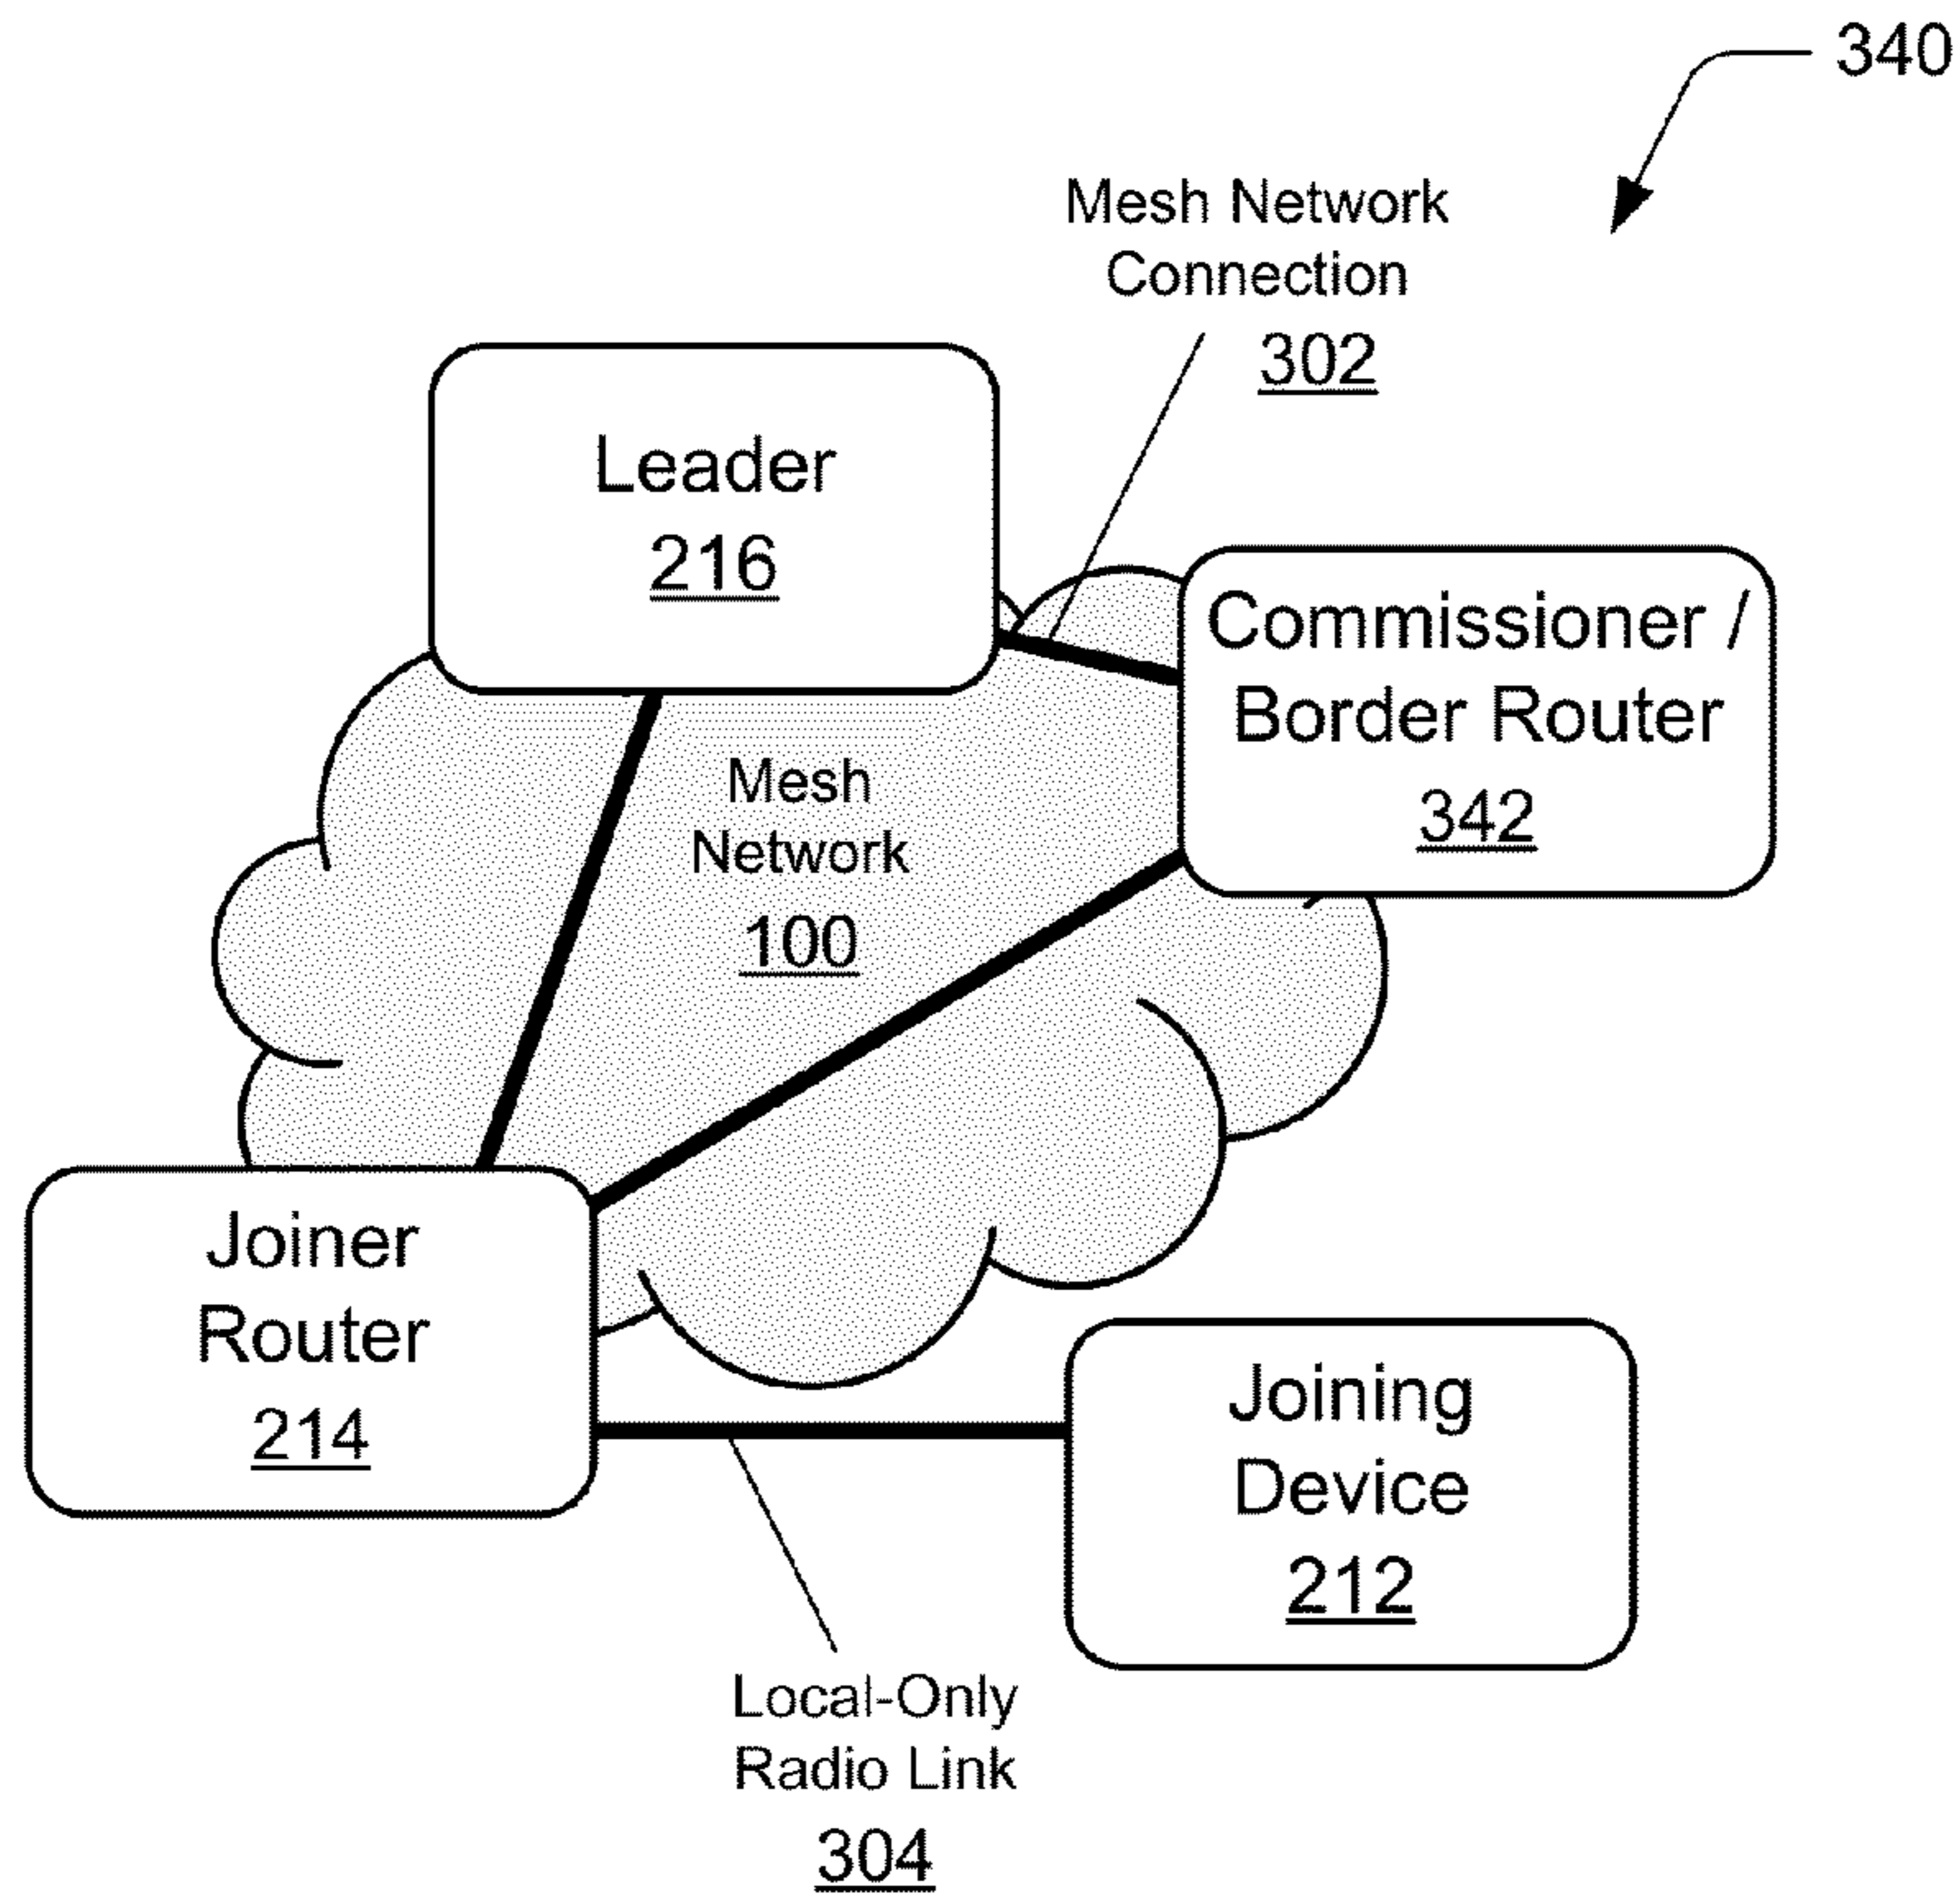 340
Mesh Network
Connection
302
Leader
216
Commissioner /
Border Router
342
Mesh
Network
100
Joiner
Router
214
Joining
Device
212
Local-Only
Radio Link
304